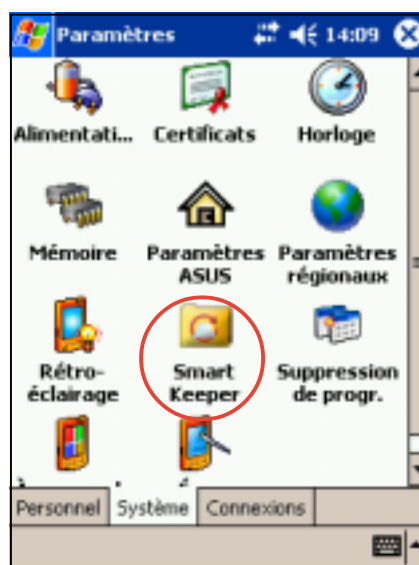 Paramètres 14:09
Alimentati... Certificats Horloge
Mémoire Paramètres ASUS Paramètres régionaux
Rétro-éclairage Smart Keeper Suppression de progr.
Personnel Système Connexions